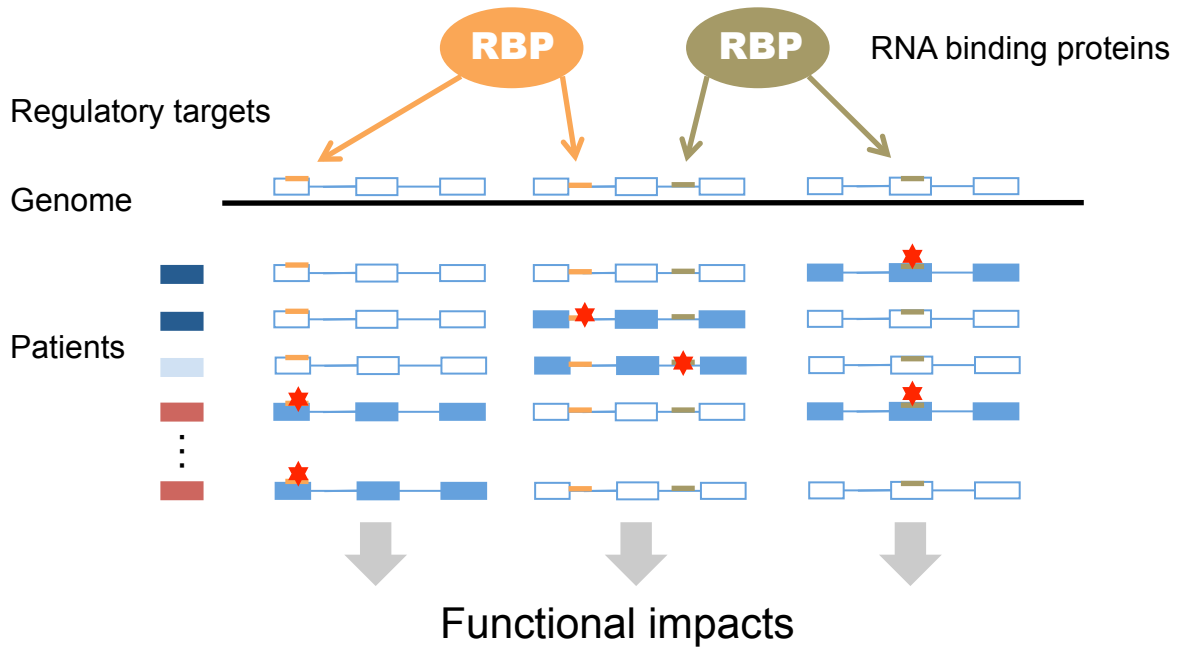 RBP
RBP
RNA binding proteins
Regulatory targets
Genome
Patients
Functional impacts